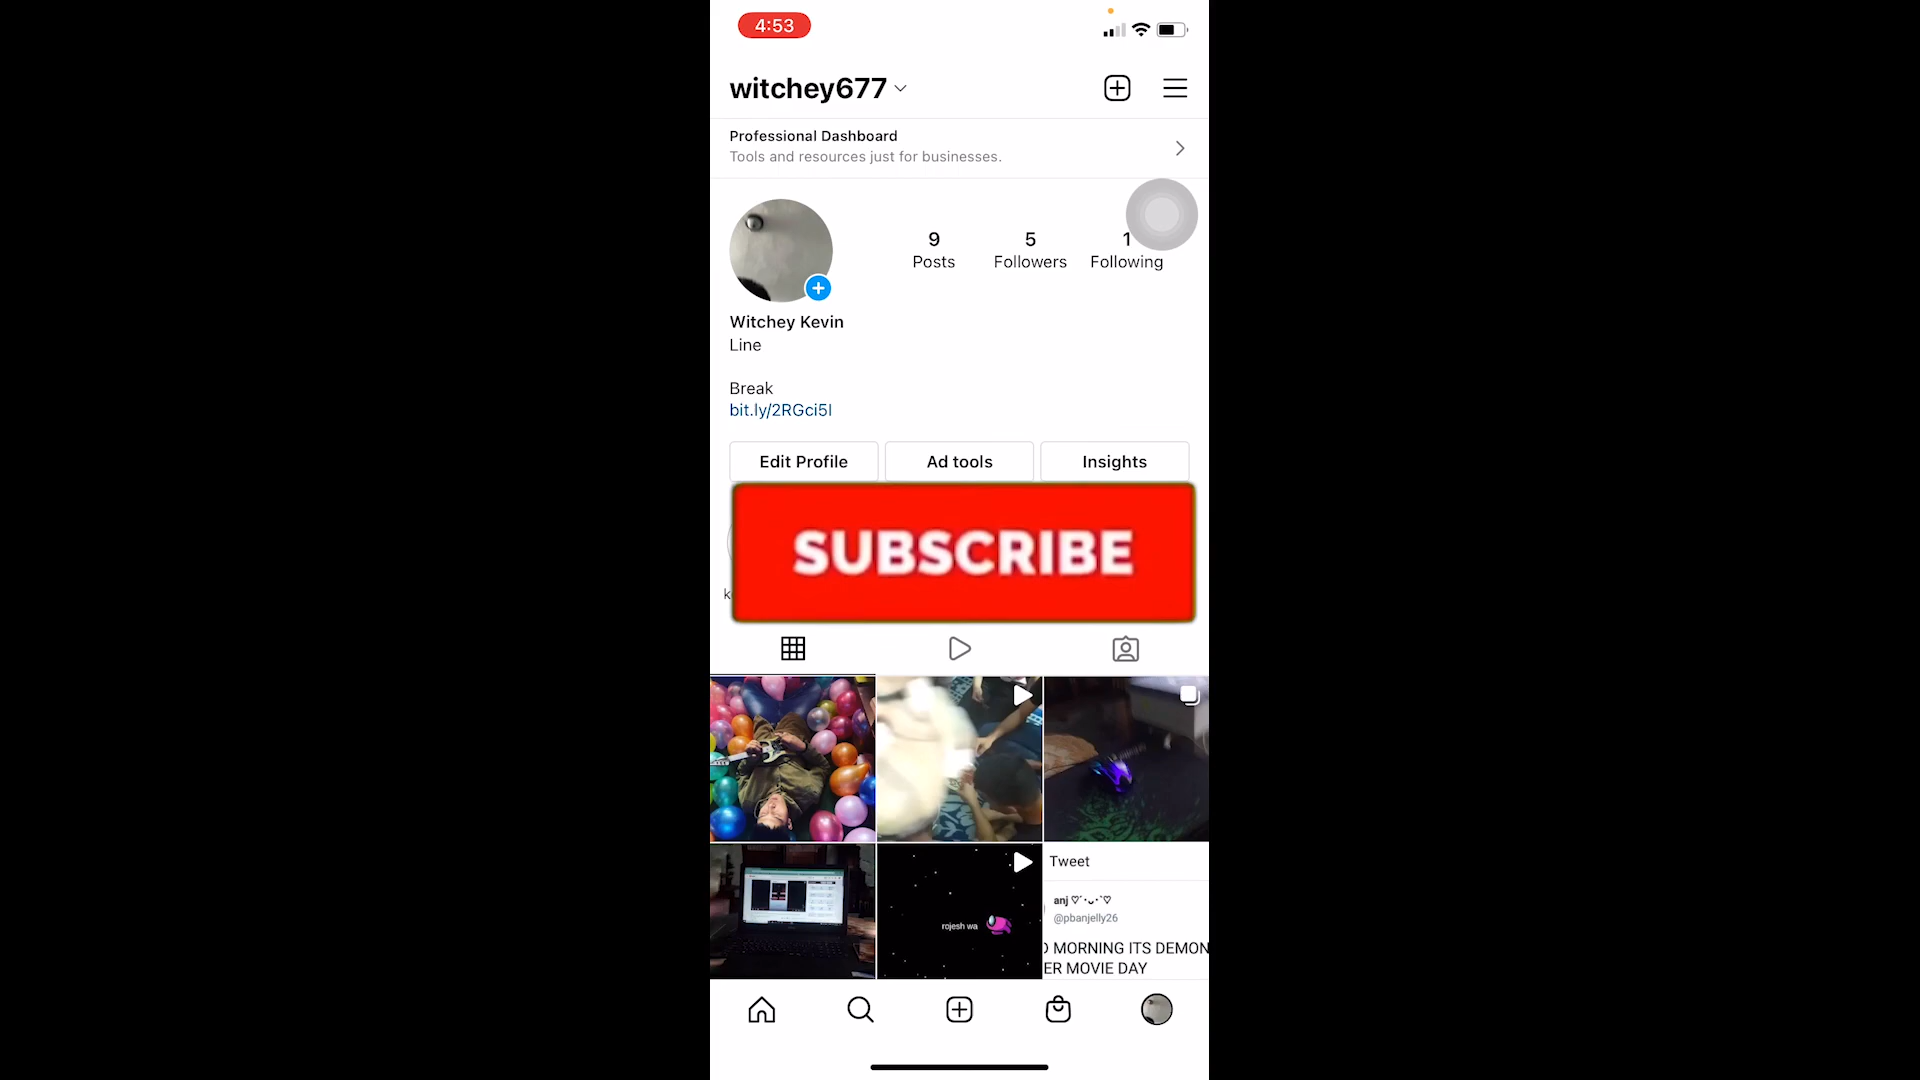 4:53
witchey677
Professional Dashboard
Tools and resources just for businesses.
9
Posts
5
Followers
1
Following
Witchey Kevin
Line
Break
bit.ly/2RGci5l
Edit Profile
Ad tools
Insights
SUBSCRIBE
rojesh wa
Tweet
anj ♡´･ᴗ･`♡
@pbanjelly26
MORNING ITS DEMON
ER MOVIE DAY